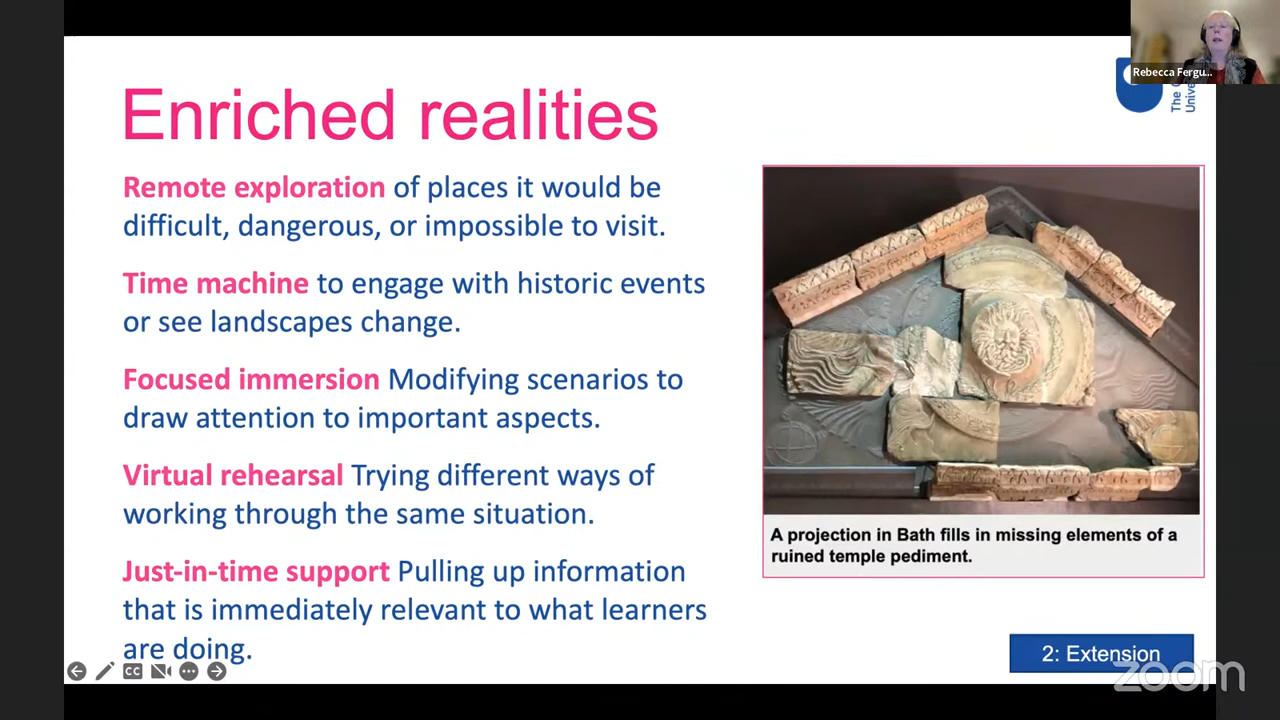 Rebecca Fergu...
Enriched realities
Remote exploration of places it would be
difficult, dangerous, or impossible to visit.
Time machine to engage with historic events
or see landscapes change.
Focused immersion Modifying scenarios to
draw attention to important aspects.
Virtual rehearsal Trying different ways of
working through the same situation.
Just-in-time support Pulling up information
that is immediately relevant to what learners
are doing.
A projection in Bath fills in missing elements of a
ruined temple pediment.
2: Extension
CC
zoom